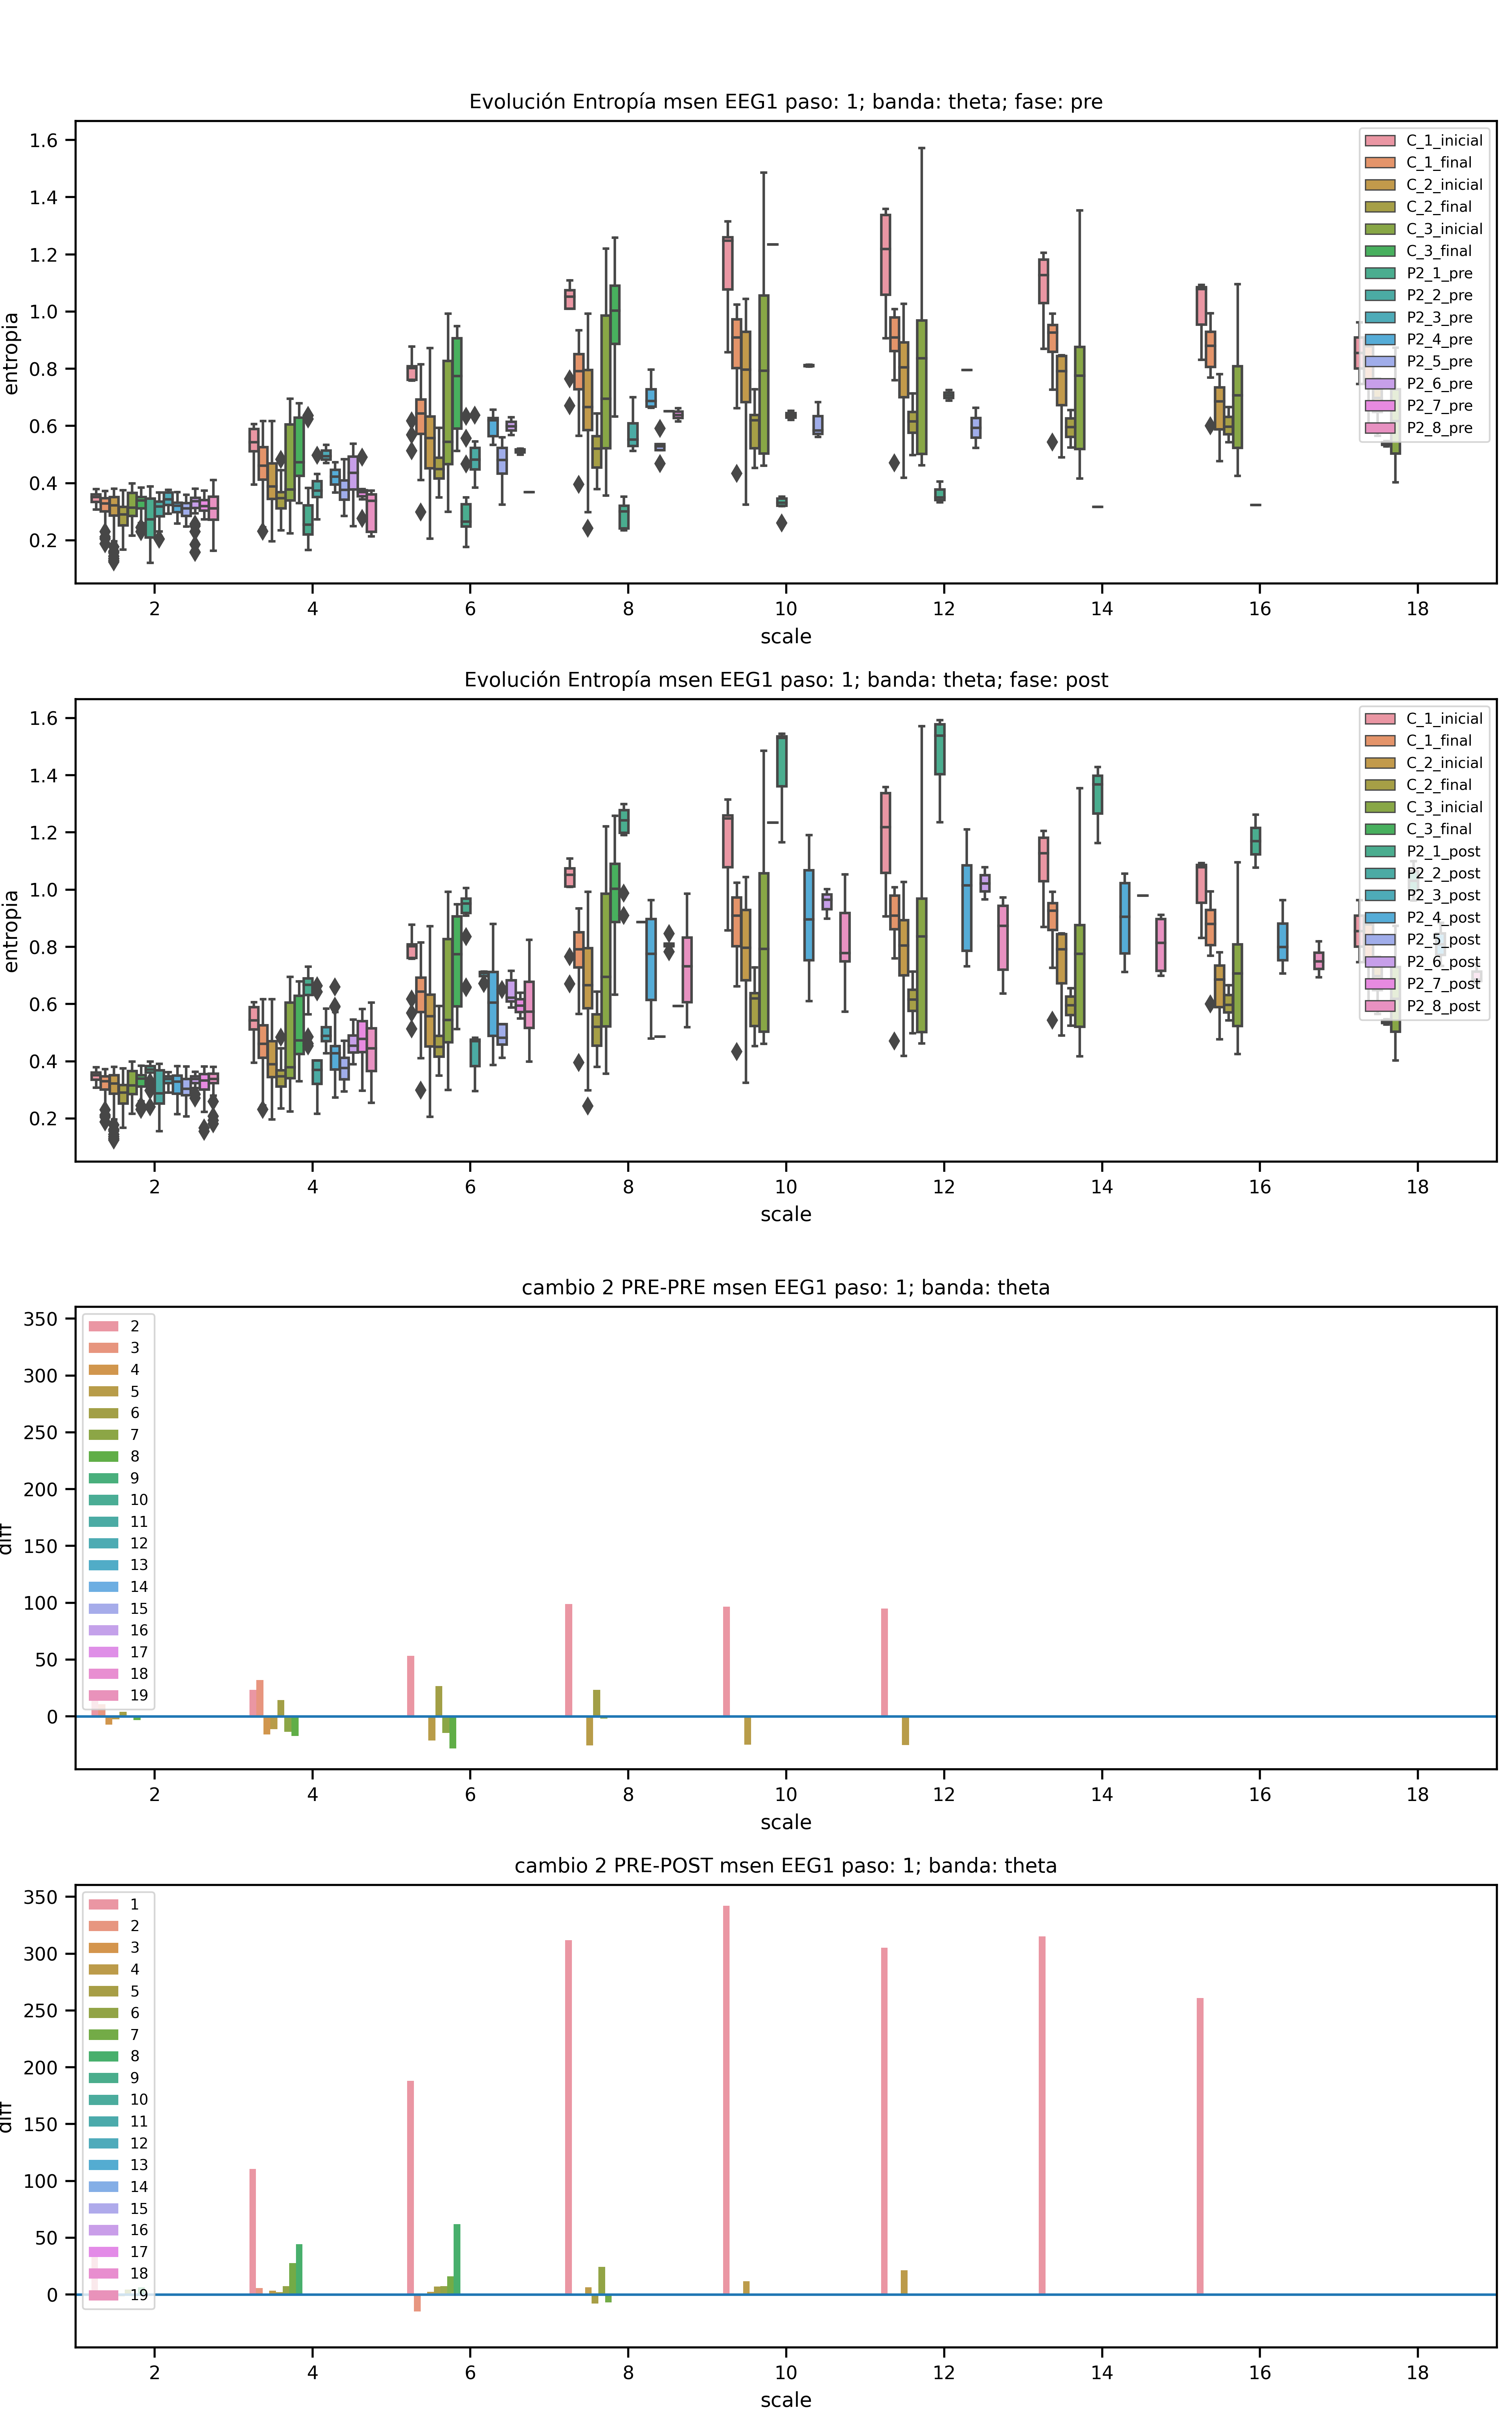 Evolución Entropía msen EEG1 paso: 1; banda: theta; fase: pre
1.6
1.4
1.2
1.0
0.8
0.6
0.4
0.2
entropia
C_1_inicial
C_1_final
C_2_inicial
C_2_final
C_3_inicial
C_3_final
P2_1_pre
P2_2_pre
P2_3_pre
P2_4_pre
P2_5_pre
P2_6_pre
P2_7_pre
P2_8_pre
2 4 6 8 10 12 14 16 18
scale
Evolución Entropía msen EEG1 paso: 1; banda: theta; fase: post
1.6
1.4
1.2
1.0
0.8
0.6
0.4
0.2
entropia
C_1_inicial
C_1_final
C_2_inicial
C_2_final
C_3_inicial
C_3_final
P2_1_post
P2_2_post
P2_3_post
P2_4_post
P2_5_post
P2_6_post
P2_7_post
P2_8_post
2 4 6 8 10 12 14 16 18
scale
cambio 2 PRE-PRE msen EEG1 paso: 1; banda: theta
350
300
250
200
150
100
50
0
diff
2
3
4
5
6
7
8
9
10
11
12
13
14
15
16
17
18
19
2 4 6 8 10 12 14 16 18
scale
cambio 2 PRE-POST msen EEG1 paso: 1; banda: theta
350
300
250
200
150
100
50
0
diff
1
2
3
4
5
6
7
8
9
10
11
12
13
14
15
16
17
18
19
2 4 6 8 10 12 14 16 18
scale